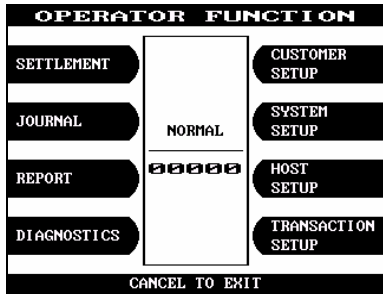 OPERATOR FUNCTION
SETTLEMENT
JOURNAL
REPORT
DIAGNOSTICS
NORMAL
00000
CUSTOMER
SETUP
SYSTEM
SETUP
HOST
SETUP
TRANSACTION
SETUP
CANCEL TO EXIT